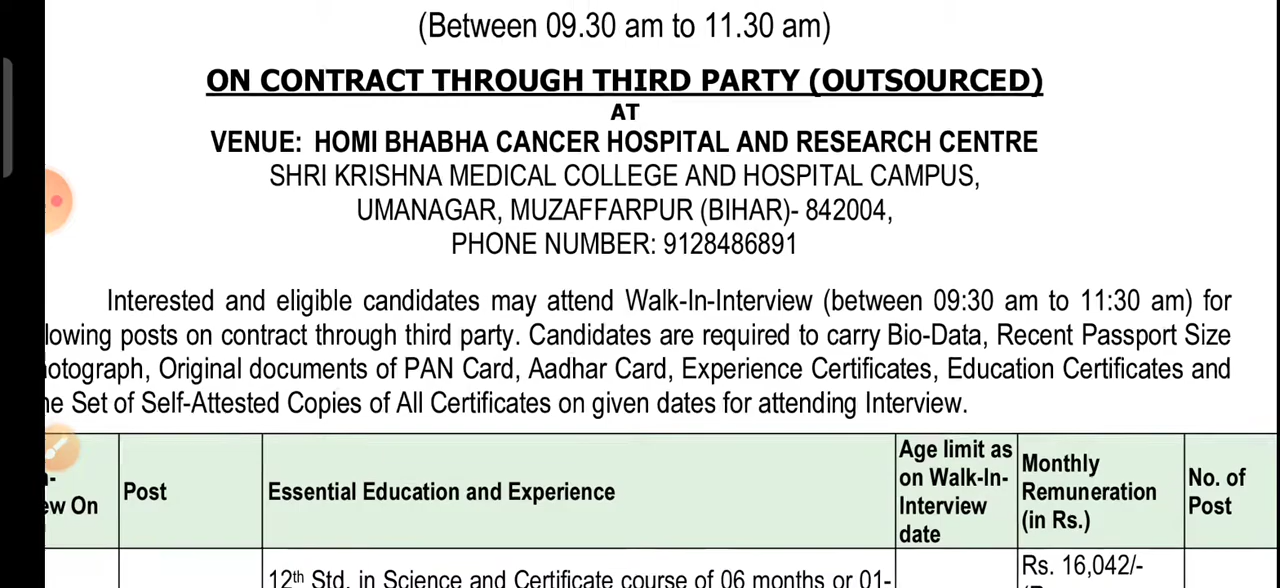 (Between 09.30 am to 11.30 am)
ON CONTRACT THROUGH THIRD PARTY (OUTSOURCED)
AT
VENUE: HOMI BHABHA CANCER HOSPITAL AND RESEARCH CENTRE
SHRI KRISHNA MEDICAL COLLEGE AND HOSPITAL CAMPUS,
UMANAGAR, MUZAFFARPUR (BIHAR)- 842004,
PHONE NUMBER: 9128486891
Interested and eligible candidates may attend Walk-In-Interview (between 09:30 am to 11:30 am) for
lowing posts on contract through third party. Candidates are required to carry Bio-Data, Recent Passport Size
otograph, Original documents of PAN Card, Aadhar Card, Experience Certificates, Education Certificates and
e Set of Self-Attested Copies of All Certificates on given dates for attending Interview.
ew On
Post
Essential Education and Experience
Age limit as
on Walk-In-
Interview
date
Monthly
Remuneration
(in Rs.)
No. of
Post
12th Std. in Science and Certificate course of 06 months or 01-
Rs. 16,042/-